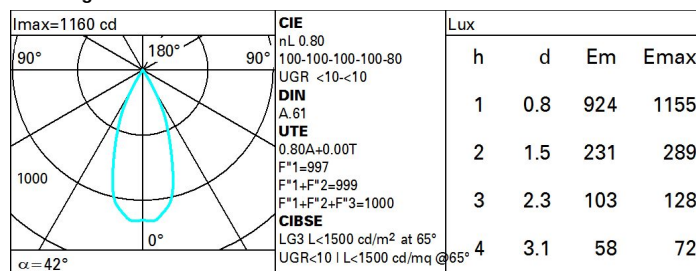 Imax=1160 cd
90°
180°
90°
1000
0°
α=42°
CIE
nL 0.80
100-100-100-100-80
UGR <10-<10
DIN
A.61
UTE
0.80A+0.00T
F"1=997
F"1+F"2=999
F"1+F"2+F"3=1000
CIBSE
LG3 L<1500 cd/m² at 65°
UGR<10 | L<1500 cd/mq @65°
Lux
h d Em Emax
1 0.8 924 1155
2 1.5 231 289
3 2.3 103 128
4 3.1 58 72